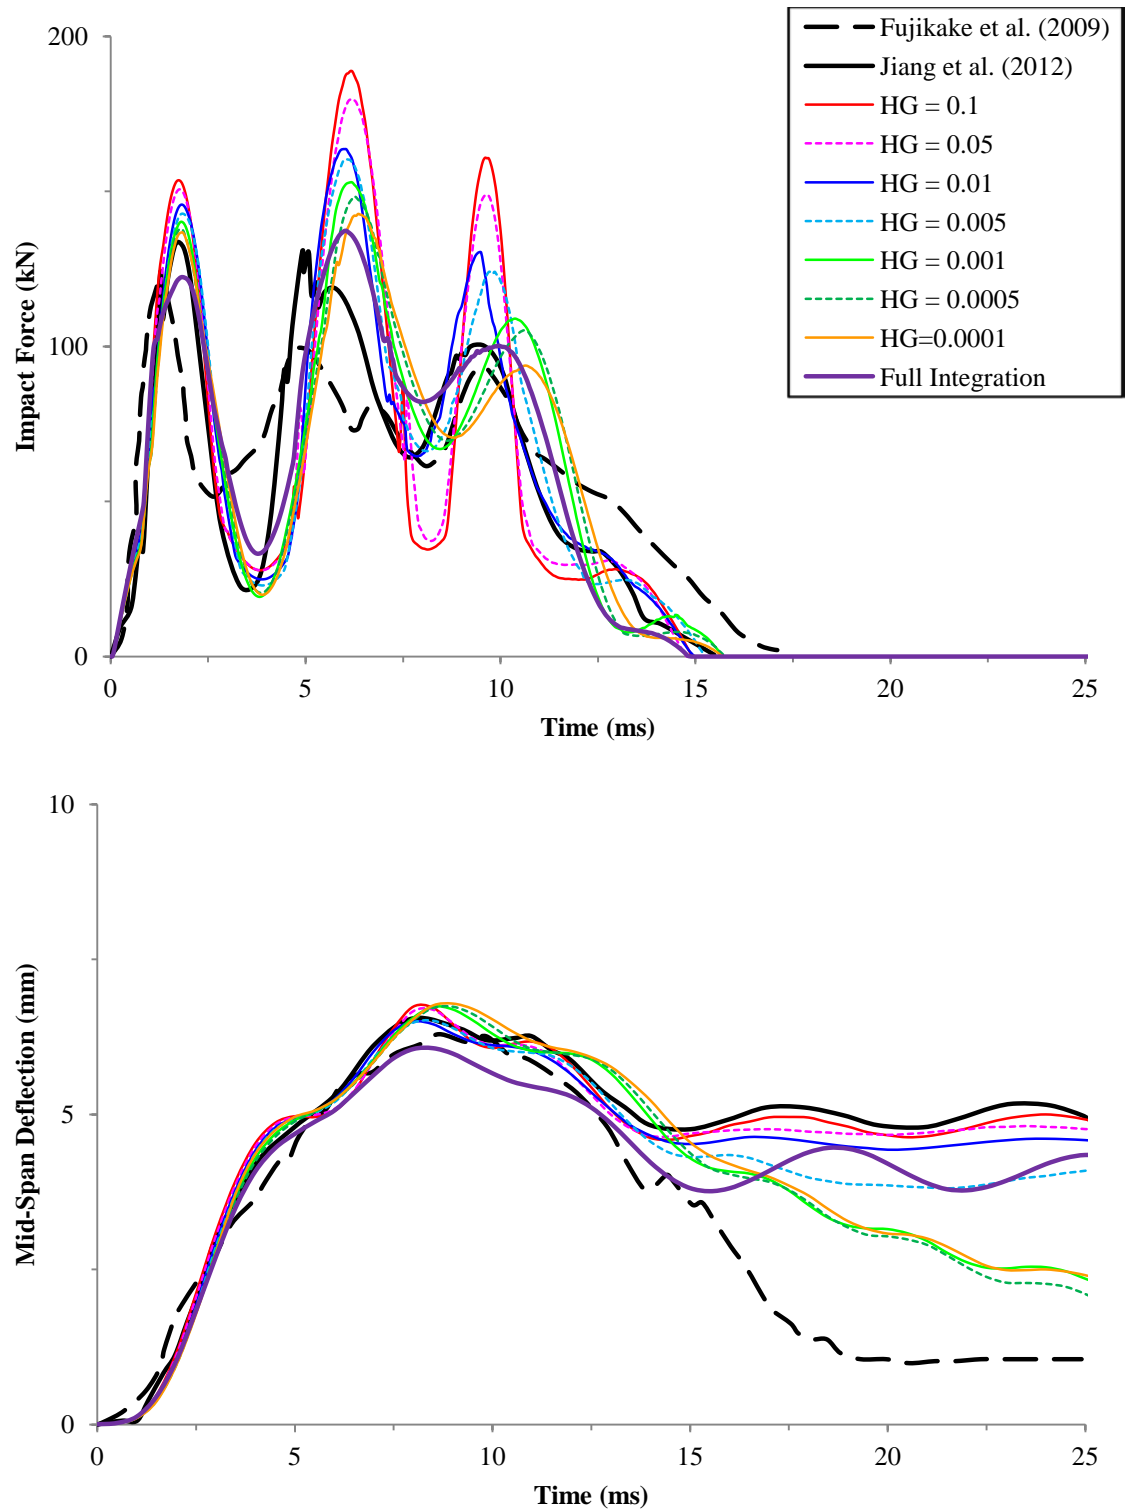 Fujikake et al. (2009)
Jiang et al. (2012)
HG = 0.1
HG = 0.05
HG = 0.01
HG = 0.005
HG = 0.001
HG = 0.0005
HG=0.0001
Full Integration
200
100
0
Impact Force (kN)
0 5 10 15 20 25
Time (ms)
10
5
0
Mid-Span Deflection (mm)
0 5 10 15 20 25
Time (ms)